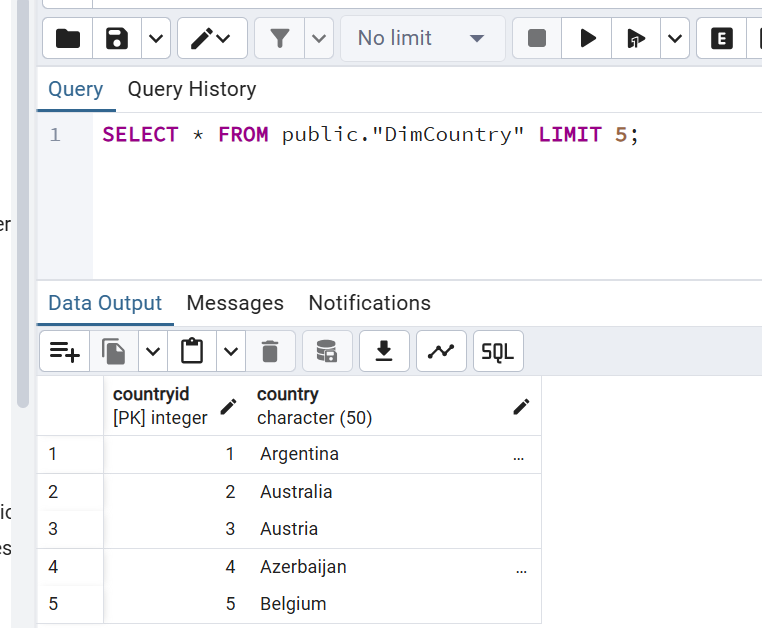 No limit
E
Query Query History
er
1 SELECT * FROM public."DimCountry" LIMIT 5;
Data Output Messages Notifications
SQL
countryid country
[PK] integer character (50)
1 1 Argentina ...
2 2 Australia
ic
3 3 Austria
es
4 4 Azerbaijan ...
5 5 Belgium